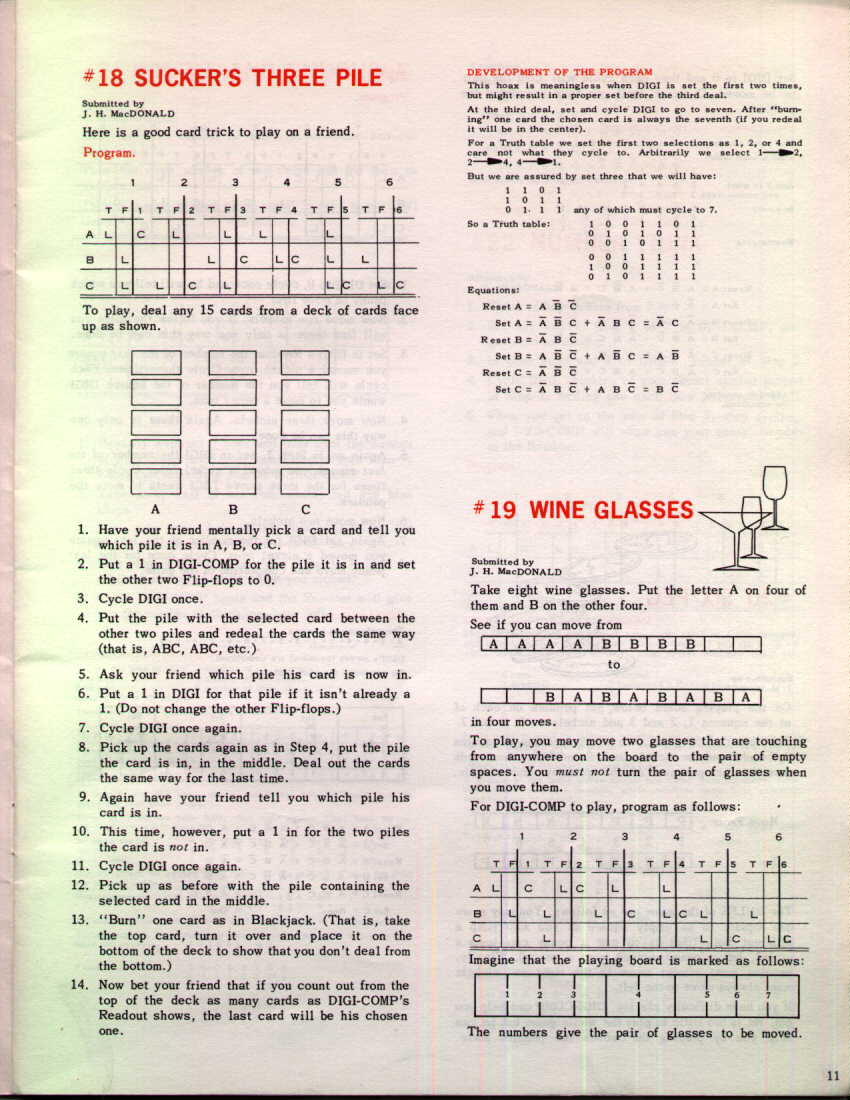 #18 SUCKER'S THREE PILE
Submitted by
J. H. MacDONALD
Here is a good card trick to play on a friend.
Program.
1 2 3 4 5 6
T F 1 T F 2 T F 3 T F 4 T F 5 T F 6
A L C L L L L
B L L C L C L L
C L L C L L C L C
To play, deal any 15 cards from a deck of cards face
up as shown.
A B C
1. Have your friend mentally pick a card and tell you
which pile it is in A, B, or C.
2. Put a 1 in DIGI-COMP for the pile it is in and set
the other two Flip-flops to 0.
3. Cycle DIGI once.
4. Put the pile with the selected card between the
other two piles and redeal the cards the same way
(that is, ABC, ABC, etc.)
5. Ask your friend which pile his card is now in.
6. Put a 1 in DIGI for that pile if it isn't already a
1. (Do not change the other Flip-flops.)
7. Cycle DIGI once again.
8. Pick up the cards again as in Step 4, put the pile
the card is in, in the middle. Deal out the cards
the same way for the last time.
9. Again have your friend tell you which pile his
card is in.
10. This time, however, put a 1 in for the two piles
the card is not in.
11. Cycle DIGI once again.
12. Pick up as before with the pile containing the
selected card in the middle.
13. "Burn" one card as in Blackjack. (That is, take
the top card, turn it over and place it on the
bottom of the deck to show that you don't deal from
the bottom.)
14. Now bet your friend that if you count out from the
top of the deck as many cards as DIGI-COMP's
Readout shows, the last card will be his chosen
one.
DEVELOPMENT OF THE PROGRAM
This hoax is meaningless when DIGI is set the first two times,
but might result in a proper set before the third deal.
At the third deal, set and cycle DIGI to go to seven. After "burn-
ing" one card the chosen card is always the seventh (if you redeal
it will be in the center).
For a Truth table we set the first two selections as 1, 2, or 4 and
care not what they cycle to. Arbitrarily we select 1→2,
2→4, 4→1.
But we are assured by set three that we will have:
1 1 0 1
1 0 1 1
0 1 1 1 any of which must cycle to 7.
So a Truth table: 1 0 0 1 1 0 1
0 1 0 1 0 1 1
0 0 1 0 1 1 1
0 0 1 1 1 1 1
1 0 0 1 1 1 1
0 1 0 1 1 1 1
Equations:
Reset A = A B̅ C̅
Set A = A̅ B̅ C + A̅ B C = A̅ C
Reset B = A̅ B C̅
Set B = A B̅ C̅ + A B̅ C = A B̅
Reset C = A̅ B̅ C̅
Set C = A̅ B C̅ + A B C̅ = B C̅
#19 WINE GLASSES
Submitted by
J. H. MacDONALD
Take eight wine glasses. Put the letter A on four of
them and B on the other four.
See if you can move from
A A A A B B B B
to
B A B A B A B A
in four moves.
To play, you may move two glasses that are touching
from anywhere on the board to the pair of empty
spaces. You must not turn the pair of glasses when
you move them.
For DIGI-COMP to play, program as follows:
1 2 3 4 5 6
T F 1 T F 2 T F 3 T F 4 T F 5 T F 6
A L C L C L L
B L L L C L C L L
C L L C L C
Imagine that the playing board is marked as follows:
1 2 3 4 5 6 7
The numbers give the pair of glasses to be moved.
11